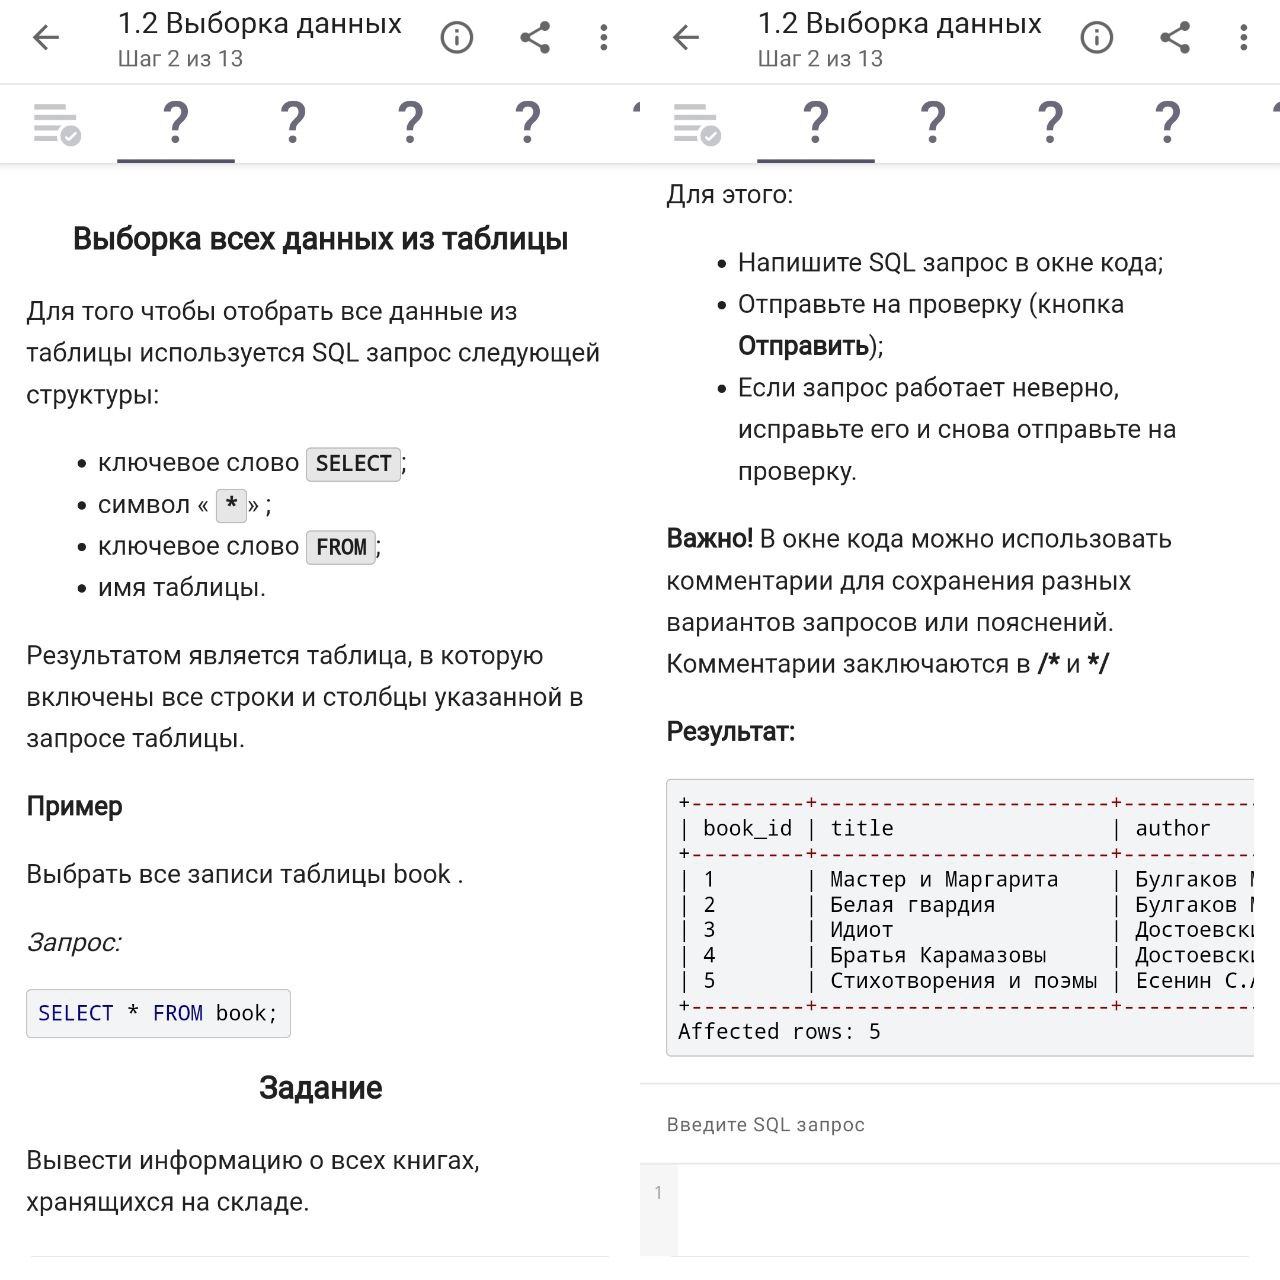 1.2 Выборка данных
Шаг 2 из 13
Выборка всех данных из таблицы
Для того чтобы отобрать все данные из
таблицы используется SQL запрос следующей
структуры:
ключевое слово SELECT;
символ « * » ;
ключевое слово FROM;
имя таблицы.
Результатом является таблица, в которую
включены все строки и столбцы указанной в
запросе таблицы.
Пример
Выбрать все записи таблицы book .
Запрос:
SELECT * FROM book;
Задание
Вывести информацию о всех книгах,
хранящихся на складе.
1.2 Выборка данных
Шаг 2 из 13
Для этого:
Напишите SQL запрос в окне кода;
Отправьте на проверку (кнопка
Отправить);
Если запрос работает неверно,
исправьте его и снова отправьте на
проверку.
Важно! В окне кода можно использовать
комментарии для сохранения разных
вариантов запросов или пояснений.
Комментарии заключаются в /* и */
Результат:
+---------+-----------------------+-----------
| book_id | title | author
+---------+-----------------------+-----------
| 1 | Мастер и Маргарита | Булгаков
| 2 | Белая гвардия | Булгаков
| 3 | Идиот | Достоевски
| 4 | Братья Карамазовы | Достоевски
| 5 | Стихотворения и поэмы | Есенин С.А
+---------+-----------------------+-----------
Affected rows: 5
Введите SQL запрос
1